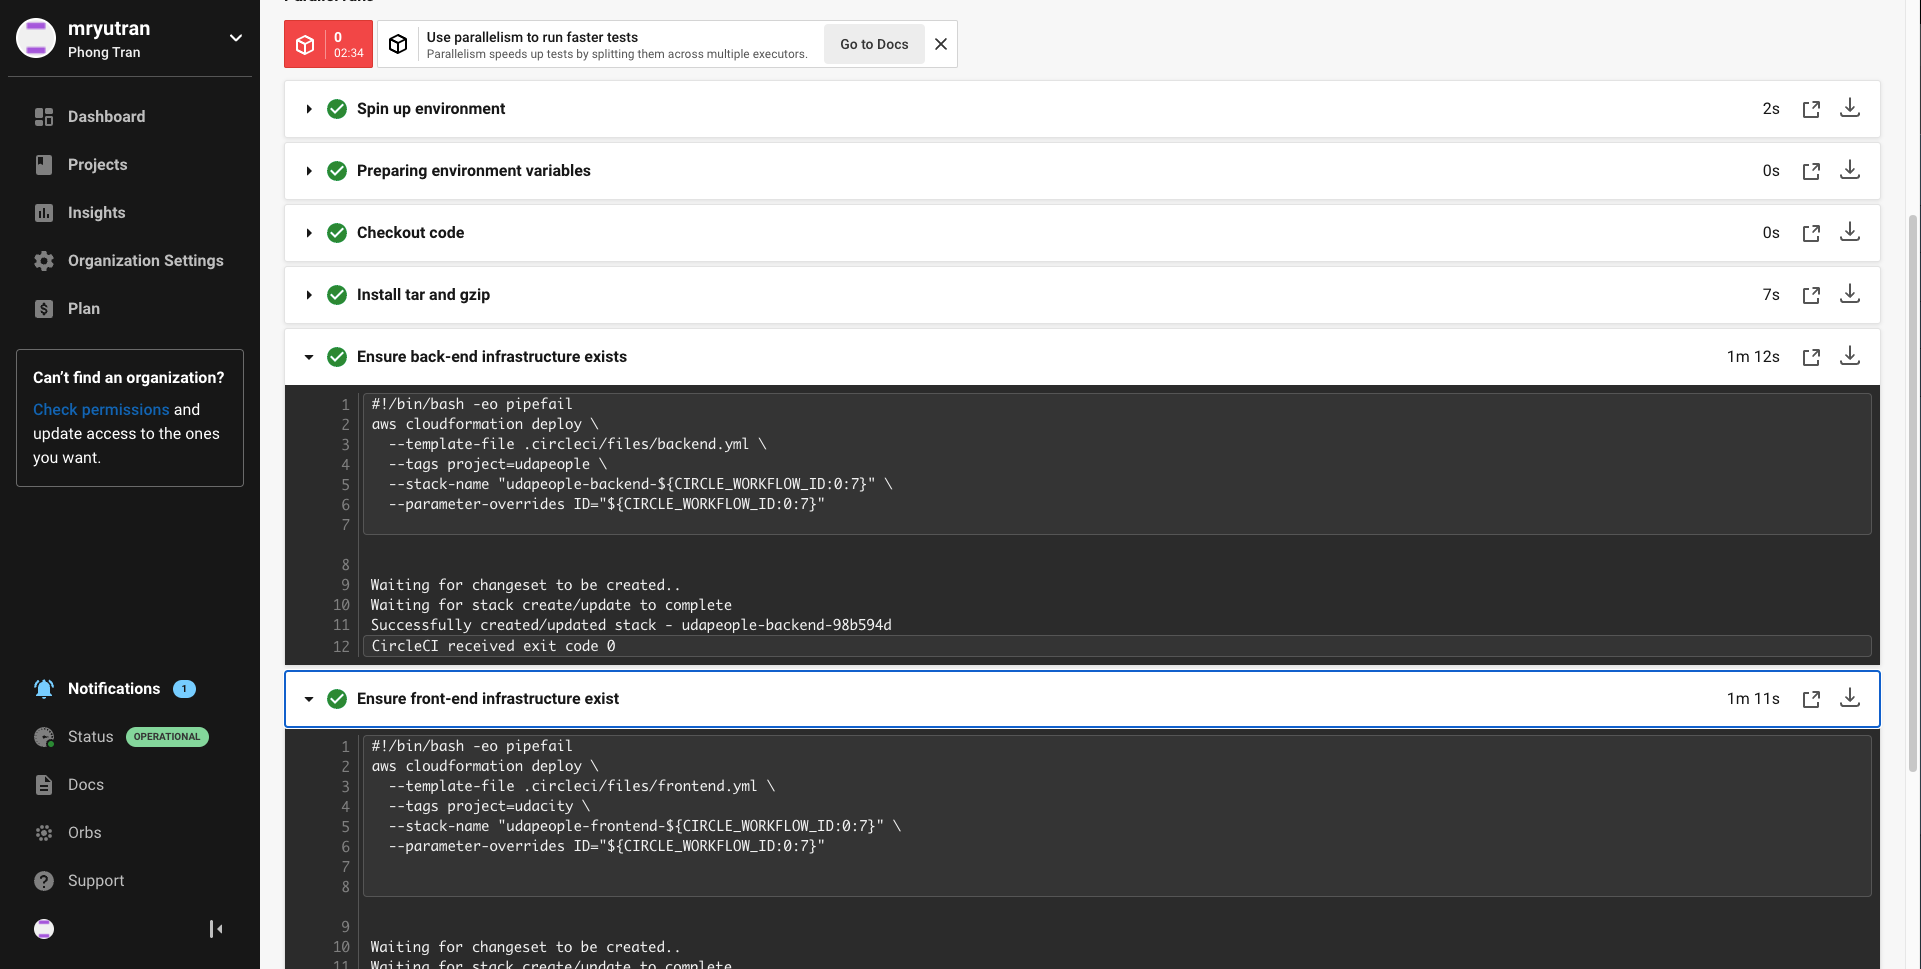 mryutran
Phong Tran
Dashboard
Projects
Insights
Organization Settings
Plan
Can't find an organization?
Check permissions and
update access to the ones
you want.
Notifications 1
Status OPERATIONAL
Docs
Orbs
Support
Parallel runs
0
02:34
Use parallelism to run faster tests
Parallelism speeds up tests by splitting them across multiple executors.
Go to Docs
Spin up environment 2s
Preparing environment variables 0s
Checkout code 0s
Install tar and gzip 7s
Ensure back-end infrastructure exists 1m 12s
1 #!/bin/bash -eo pipefail
2 aws cloudformation deploy \
3 --template-file .circleci/files/backend.yml \
4 --tags project=udapeople \
5 --stack-name "udapeople-backend-${CIRCLE_WORKFLOW_ID:0:7}" \
6 --parameter-overrides ID="${CIRCLE_WORKFLOW_ID:0:7}"
7
8
9 Waiting for changeset to be created..
10 Waiting for stack create/update to complete
11 Successfully created/updated stack - udapeople-backend-98b594d
12 CircleCI received exit code 0
Ensure front-end infrastructure exist 1m 11s
1 #!/bin/bash -eo pipefail
2 aws cloudformation deploy \
3 --template-file .circleci/files/frontend.yml \
4 --tags project=udacity \
5 --stack-name "udapeople-frontend-${CIRCLE_WORKFLOW_ID:0:7}" \
6 --parameter-overrides ID="${CIRCLE_WORKFLOW_ID:0:7}"
7
8
9
10 Waiting for changeset to be created..
11 Waiting for stack create/update to complete